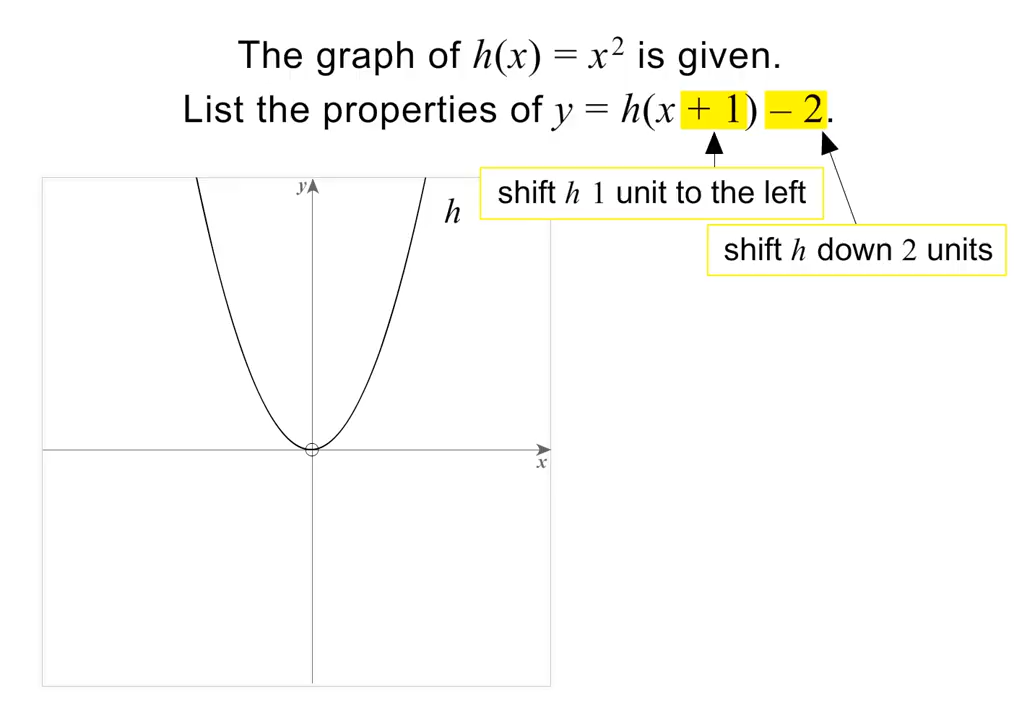 The graph of h(x) = x² is given.
List the properties of y = h(x + 1) – 2.
shift h 1 unit to the left
shift h down 2 units
y
h
x